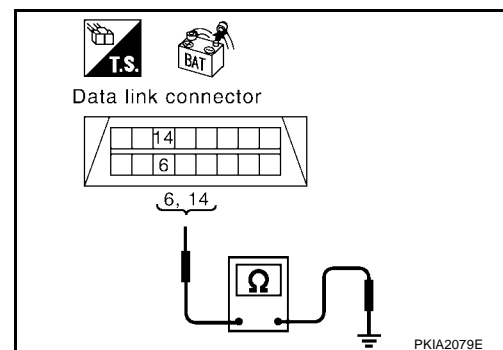 T.S.
BAT
Data link connector
14
6
6, 14
Ω
PKIA2079E